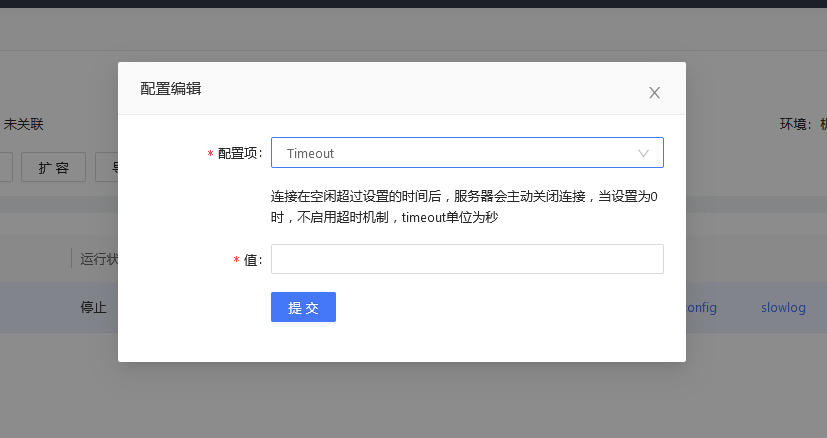 配置编辑
未关联
环境:
* 配置项:
Timeout
扩 容
连接在空闲超过设置的时间后，服务器会主动关闭连接，当设置为0
时，不启用超时机制，timeout单位为秒
* 值:
运行状
停止
提 交
onfig
slowlog